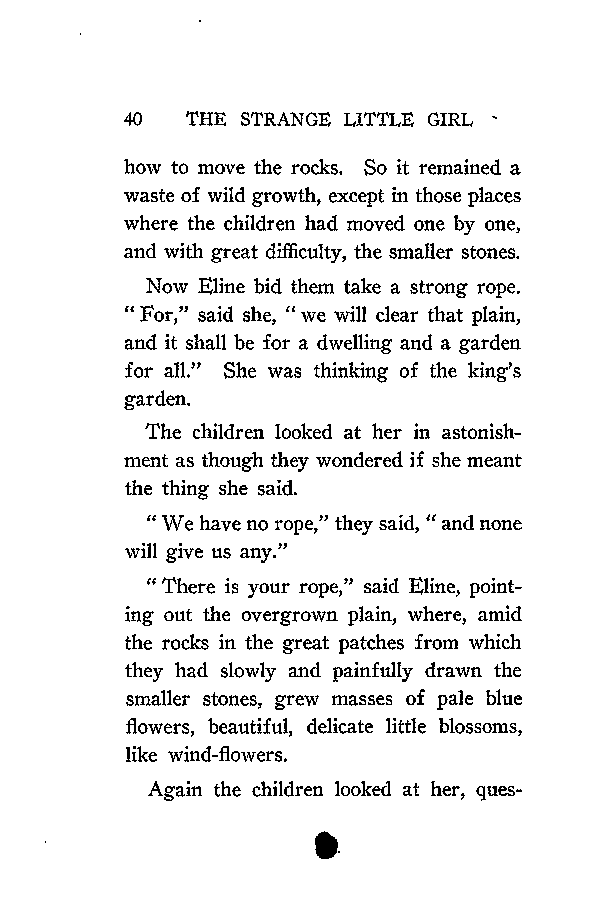 40 THE STRANGE LITTLE GIRL
how to move the rocks. So it remained a
waste of wild growth, except in those places
where the children had moved one by one,
and with great difficulty, the smaller stones.
Now Eline bid them take a strong rope.
“ For,” said she, “ we will clear that plain,
and it shall be for a dwelling and a garden
for all.” She was thinking of the king’s
garden.
The children looked at her in astonish-
ment as though they wondered if she meant
the thing she said.
“ We have no rope,” they said, “ and none
will give us any.”
“ There is your rope,” said Eline, point-
ing out the overgrown plain, where, amid
the rocks in the great patches from which
they had slowly and painfully drawn the
smaller stones, grew masses of pale blue
flowers, beautiful, delicate little blossoms,
like wind-flowers.
Again the children looked at her, ques-